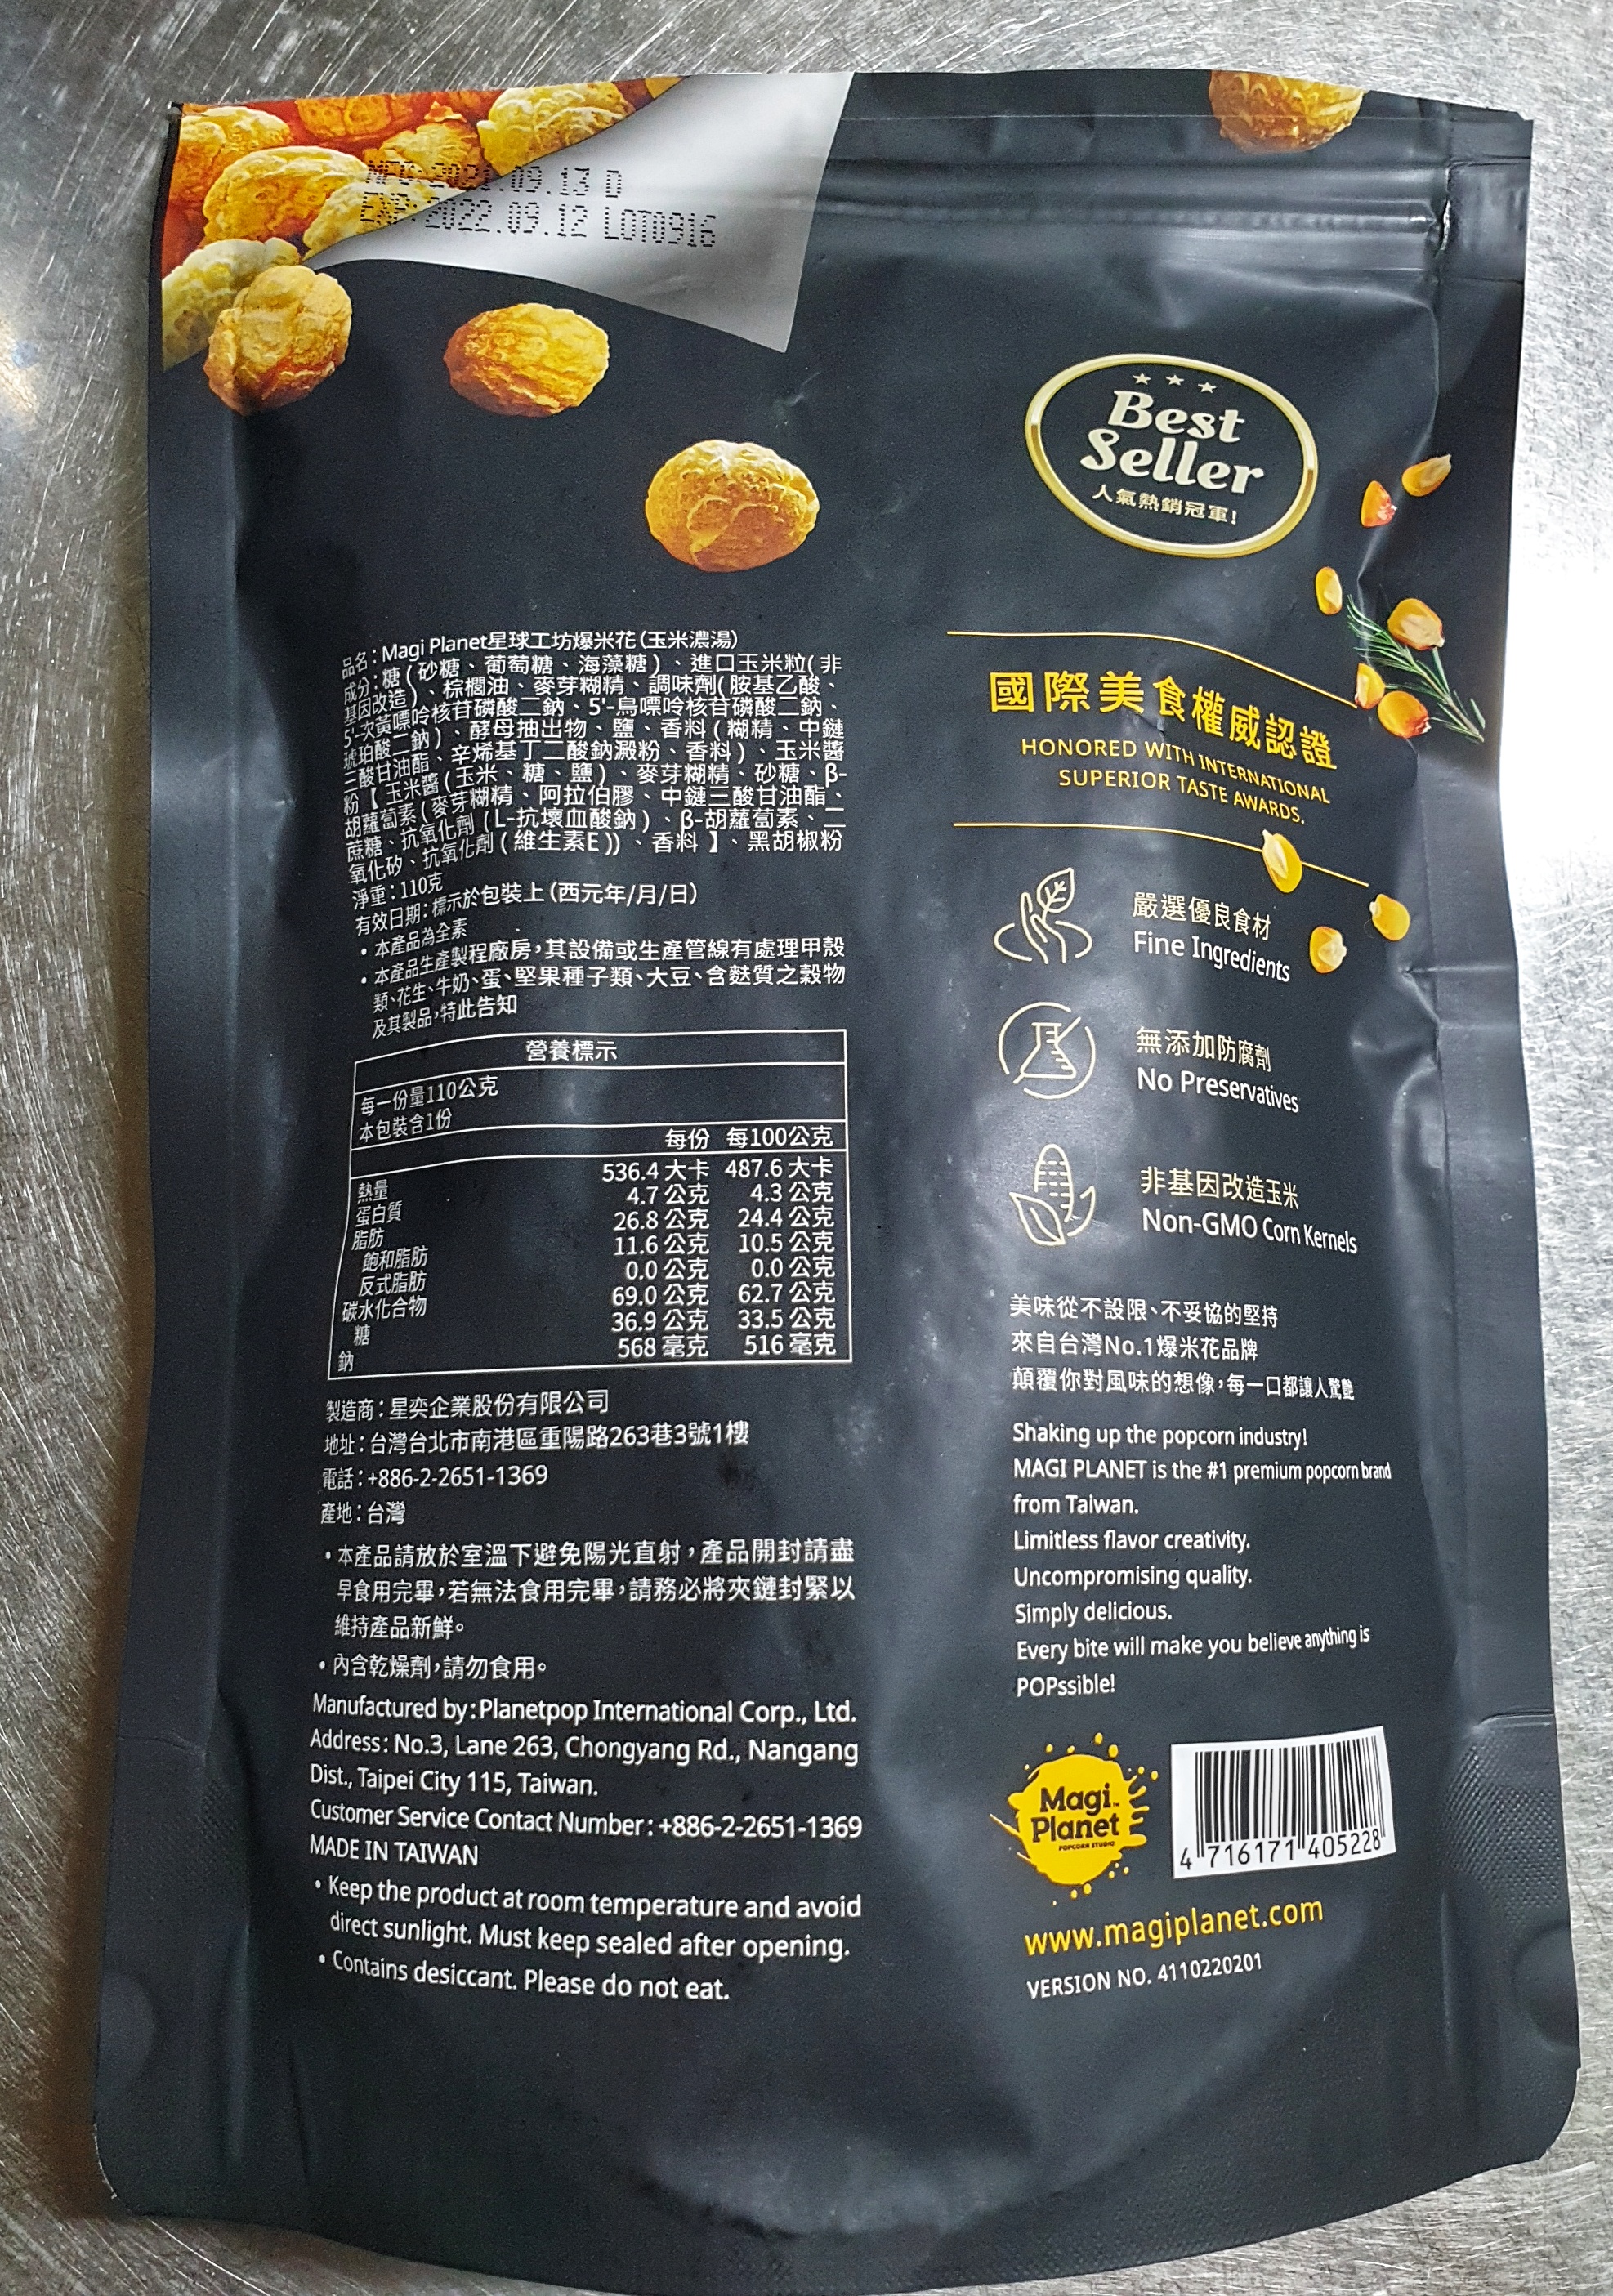 MFG:2021.09.13 D
EXP:2022.09.12 LOT0916
★★★
Best
Seller
人氣熱銷冠軍!
品名:Magi Planet星球工坊爆米花(玉米濃湯)
成分:糖(砂糖、葡萄糖、海藻糖)、進口玉米粒(非
基因改造)、棕櫚油、麥芽糊精、調味劑(胺基乙酸、
5'-次黃嘌呤核苷磷酸二鈉、5'-鳥嘌呤核苷磷酸二鈉、
琥珀酸二鈉)、酵母抽出物、鹽、香料(糊精、中鏈
三酸甘油酯、辛烯基丁二酸鈉澱粉、香料)、玉米醬
粉【玉米醬(玉米、糖、鹽)、麥芽糊精、砂糖、β-
胡蘿蔔素(麥芽糊精、阿拉伯膠、中鏈三酸甘油酯、
蔗糖、抗氧化劑(L-抗壞血酸鈉)、β-胡蘿蔔素、二
氧化矽、抗氧化劑(維生素E))、香料】、黑胡椒粉
淨重:110克
有效日期:標示於包裝上(西元年/月/日)
• 本產品為全素
• 本產品生產製程廠房,其設備或生產管線有處理甲殼
類、花生、牛奶、蛋、堅果種子類、大豆、含麩質之穀物
及其製品,特此告知
營養標示
每一份量110公克
本包裝含1份
每份 每100公克
熱量 536.4 大卡 487.6 大卡
蛋白質 4.7 公克 4.3 公克
脂肪 26.8 公克 24.4 公克
飽和脂肪 11.6 公克 10.5 公克
反式脂肪 0.0 公克 0.0 公克
碳水化合物 69.0 公克 62.7 公克
糖 36.9 公克 33.5 公克
鈉 568 毫克 516 毫克
製造商:星奕企業股份有限公司
地址:台灣台北市南港區重陽路263巷3號1樓
電話:+886-2-2651-1369
產地:台灣
• 本產品請放於室溫下避免陽光直射,產品開封請盡
早食用完畢,若無法食用完畢,請務必將夾鏈封緊以
維持產品新鮮。
• 內含乾燥劑,請勿食用。
Manufactured by:Planetpop International Corp., Ltd.
Address: No.3, Lane 263, Chongyang Rd., Nangang
Dist., Taipei City 115, Taiwan.
Customer Service Contact Number: +886-2-2651-1369
MADE IN TAIWAN
• Keep the product at room temperature and avoid
direct sunlight. Must keep sealed after opening.
• Contains desiccant. Please do not eat.
國際美食權威認證
HONORED WITH INTERNATIONAL
SUPERIOR TASTE AWARDS.
嚴選優良食材
Fine Ingredients
無添加防腐劑
No Preservatives
非基因改造玉米
Non-GMO Corn Kernels
美味從不設限、不妥協的堅持
來自台灣No.1爆米花品牌
顛覆你對風味的想像,每一口都讓人驚艷
Shaking up the popcorn industry!
MAGI PLANET is the #1 premium popcorn brand
from Taiwan.
Limitless flavor creativity.
Uncompromising quality.
Simply delicious.
Every bite will make you believe anything is
POPssible!
Magi
Planet
POPCORN STUDIO
4 716171 405228
www.magiplanet.com
VERSION NO. 4110220201